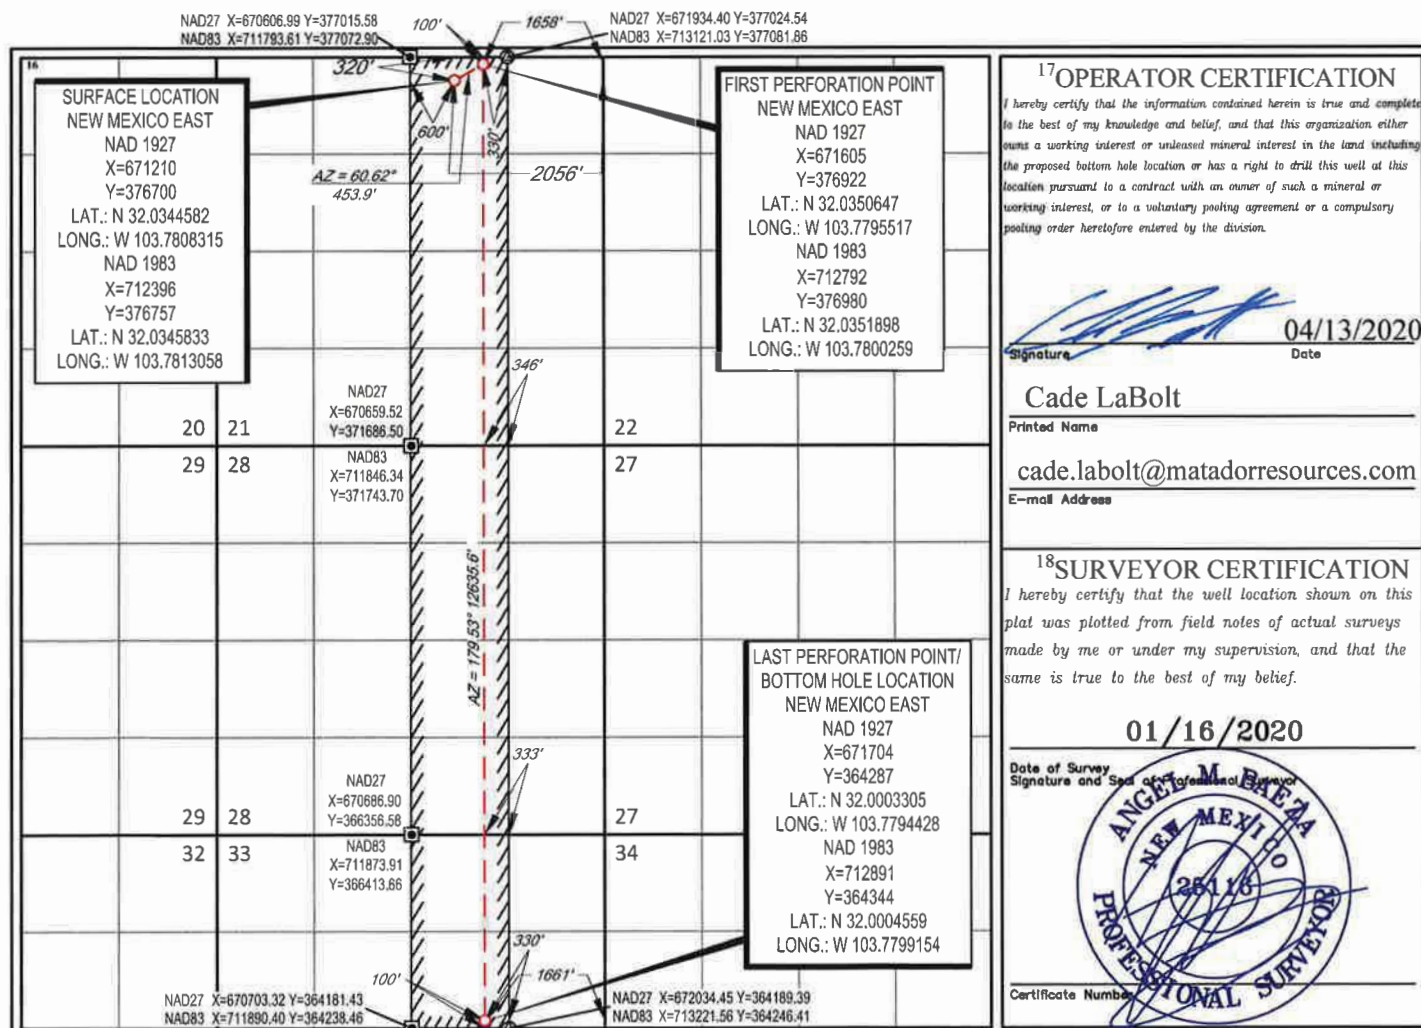 NAD27 X=670606.99 Y=377015.58
NAD83 X=711793.61 Y=377072.90
100'
1658'
NAD27 X=671934.40 Y=377024.54
NAD83 X=713121.03 Y=377081.86
16
320'
600'
330'
2056'
AZ = 60.62°
453.9'
SURFACE LOCATION
NEW MEXICO EAST
NAD 1927
X=671210
Y=376700
LAT.: N 32.0344582
LONG.: W 103.7808315
NAD 1983
X=712396
Y=376757
LAT.: N 32.0345833
LONG.: W 103.7813058
FIRST PERFORATION POINT
NEW MEXICO EAST
NAD 1927
X=671605
Y=376922
LAT.: N 32.0350647
LONG.: W 103.7795517
NAD 1983
X=712792
Y=376980
LAT.: N 32.0351898
LONG.: W 103.7800259
346'
NAD27
X=670659.52
Y=371686.50
20 21
22
29 28
27
NAD83
X=711846.34
Y=371743.70
AZ = 179.53° 12635.6'
333'
NAD27
X=670686.90
Y=366356.58
29 28
27
32 33
34
NAD83
X=711873.91
Y=366413.66
LAST PERFORATION POINT/
BOTTOM HOLE LOCATION
NEW MEXICO EAST
NAD 1927
X=671704
Y=364287
LAT.: N 32.0003305
LONG.: W 103.7794428
NAD 1983
X=712891
Y=364344
LAT.: N 32.0004559
LONG.: W 103.7799154
330'
100'
1661'
NAD27 X=670703.32 Y=364181.43
NAD83 X=711890.40 Y=364238.46
NAD27 X=672034.45 Y=364189.39
NAD83 X=713221.56 Y=364246.41
17OPERATOR CERTIFICATION
I hereby certify that the information contained herein is true and complete
to the best of my knowledge and belief, and that this organization either
owns a working interest or unleased mineral interest in the land including
the proposed bottom hole location or has a right to drill this well at this
location pursuant to a contract with an owner of such a mineral or
working interest, or to a voluntary pooling agreement or a compulsory
pooling order heretofore entered by the division.
04/13/2020
Signature Date
Cade LaBolt
Printed Name
cade.labolt@matadorresources.com
E-mail Address
18SURVEYOR CERTIFICATION
I hereby certify that the well location shown on this
plat was plotted from field notes of actual surveys
made by me or under my supervision, and that the
same is true to the best of my belief.
01/16/2020
Date of Survey
Signature and Seal of Professional Surveyor
ANGEL M. BAEZA
NEW MEXICO
25116
PROFESSIONAL SURVEYOR
Certificate Number